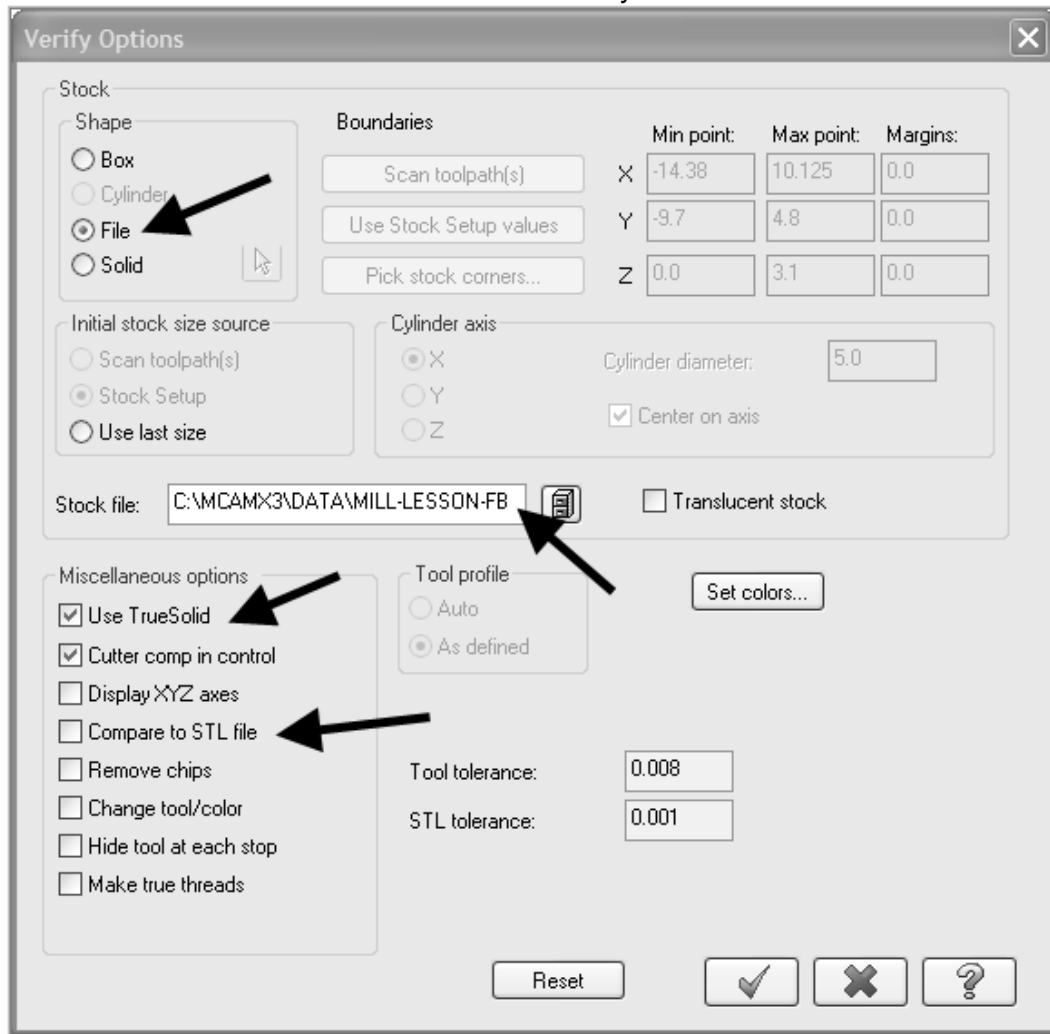 Verify Options
Stock
Shape
Box
Cylinder
File
Solid
Boundaries
Scan toolpath(s)
Use Stock Setup values
Pick stock corners...
Min point: Max point: Margins:
X -14.38 10.125 0.0
Y -9.7 4.8 0.0
Z 0.0 3.1 0.0
Initial stock size source
Scan toolpath(s)
Stock Setup
Use last size
Cylinder axis
X
Y
Z
Cylinder diameter: 5.0
Center on axis
Stock file: C:\MCAMX3\DATA\MILL-LESSON-FB
Translucent stock
Miscellaneous options
Use TrueSolid
Cutter comp in control
Display XYZ axes
Compare to STL file
Remove chips
Change tool/color
Hide tool at each stop
Make true threads
Tool profile
Auto
As defined
Set colors...
Tool tolerance: 0.008
STL tolerance: 0.001
Reset